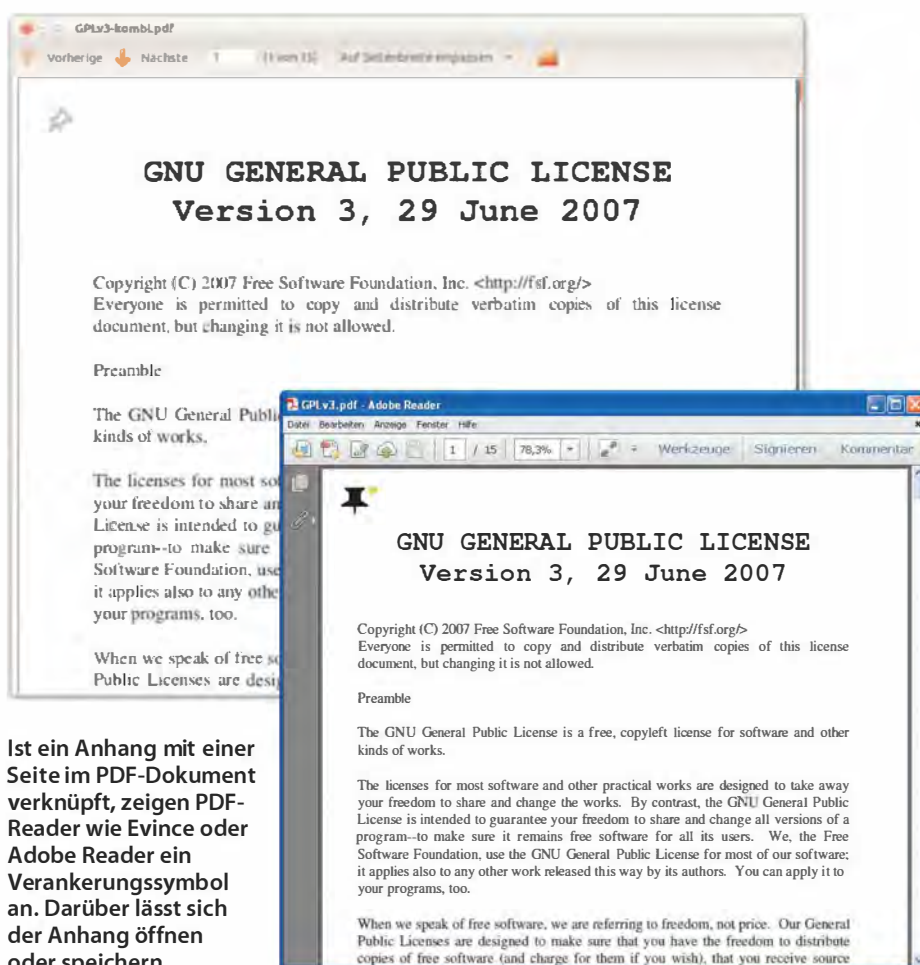 GPLv3-kombi.pdf
Vorherige Nächste 1 (1 von 15) Auf Seitenbreite einpassen
GNU GENERAL PUBLIC LICENSE
Version 3, 29 June 2007
Copyright (C) 2007 Free Software Foundation, Inc. <http://fsf.org/>
Everyone is permitted to copy and distribute verbatim copies of this license
document, but changing it is not allowed.
Preamble
The GNU General Public
kinds of works.
The licenses for most sof
your freedom to share an
License is intended to gu
program--to make sure
Software Foundation, use
it applies also to any othe
your programs, too.
When we speak of free so
Public Licenses are desig
GPLv3.pdf - Adobe Reader
Datei Bearbeiten Anzeige Fenster Hilfe
1 / 15 78,3% Werkzeuge Signieren Kommentar
GNU GENERAL PUBLIC LICENSE
Version 3, 29 June 2007
Copyright (C) 2007 Free Software Foundation, Inc. <http://fsf.org/>
Everyone is permitted to copy and distribute verbatim copies of this license
document, but changing it is not allowed.
Preamble
The GNU General Public License is a free, copyleft license for software and other
kinds of works.
The licenses for most software and other practical works are designed to take away
your freedom to share and change the works. By contrast, the GNU General Public
License is intended to guarantee your freedom to share and change all versions of a
program--to make sure it remains free software for all its users. We, the Free
Software Foundation, use the GNU General Public License for most of our software;
it applies also to any other work released this way by its authors. You can apply it to
your programs, too.
When we speak of free software, we are referring to freedom, not price. Our General
Public Licenses are designed to make sure that you have the freedom to distribute
copies of free software (and charge for them if you wish), that you receive source
Ist ein Anhang mit einer
Seite im PDF-Dokument
verknüpft, zeigen PDF-
Reader wie Evince oder
Adobe Reader ein
Verankerungssymbol
an. Darüber lässt sich
der Anhang öffnen
oder speichern